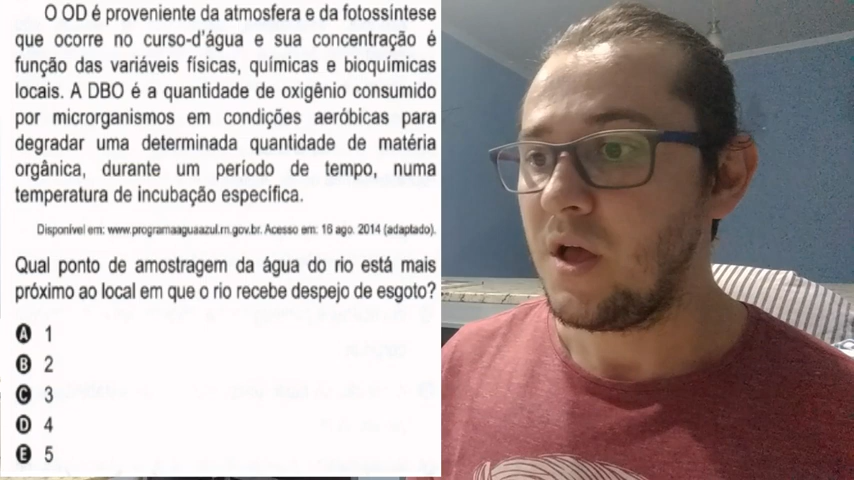 O OD é proveniente da atmosfera e da fotossíntese
que ocorre no curso-d'água e sua concentração é
função das variáveis físicas, químicas e bioquímicas
locais. A DBO é a quantidade de oxigênio consumido
por microrganismos em condições aeróbicas para
degradar uma determinada quantidade de matéria
orgânica, durante um período de tempo, numa
temperatura de incubação específica.
Disponível em: www.programaaguaazul.rn.gov.br. Acesso em: 16 ago. 2014 (adaptado).
Qual ponto de amostragem da água do rio está mais
próximo ao local em que o rio recebe despejo de esgoto?
A 1
B 2
C 3
D 4
E 5